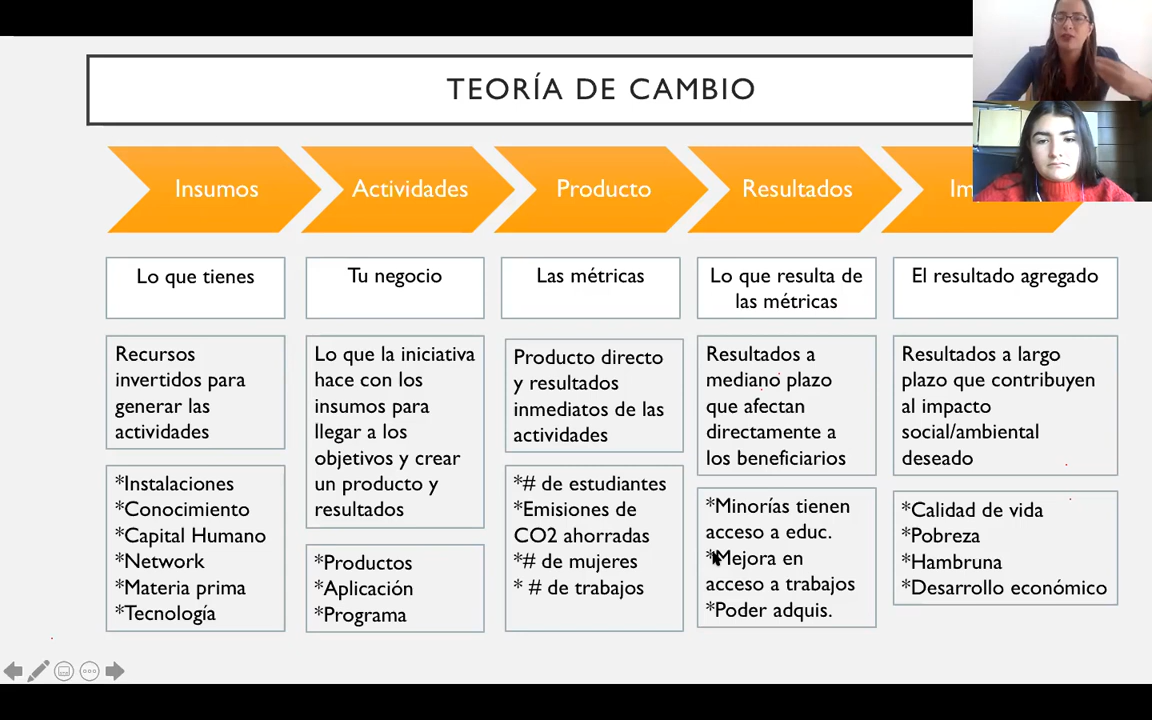 TEORÍA DE CAMBIO
Insumos
Actividades
Producto
Resultados
Lo que tienes
Tu negocio
Las métricas
Lo que resulta de
las métricas
El resultado agregado
Recursos
invertidos para
generar las
actividades
Lo que la iniciativa
hace con los
insumos para
llegar a los
objetivos y crear
un producto y
resultados
Producto directo
y resultados
inmediatos de las
actividades
Resultados a
mediano plazo
que afectan
directamente a
los beneficiarios
Resultados a largo
plazo que contribuyen
al impacto
social/ambiental
deseado
*Instalaciones
*Conocimiento
*Capital Humano
*Network
*Materia prima
*Tecnología
*Productos
*Aplicación
*Programa
*# de estudiantes
*Emisiones de
CO2 ahorradas
*# de mujeres
* # de trabajos
*Minorías tienen
acceso a educ.
*Mejora en
acceso a trabajos
*Poder adquis.
*Calidad de vida
*Pobreza
*Hambruna
*Desarrollo económico